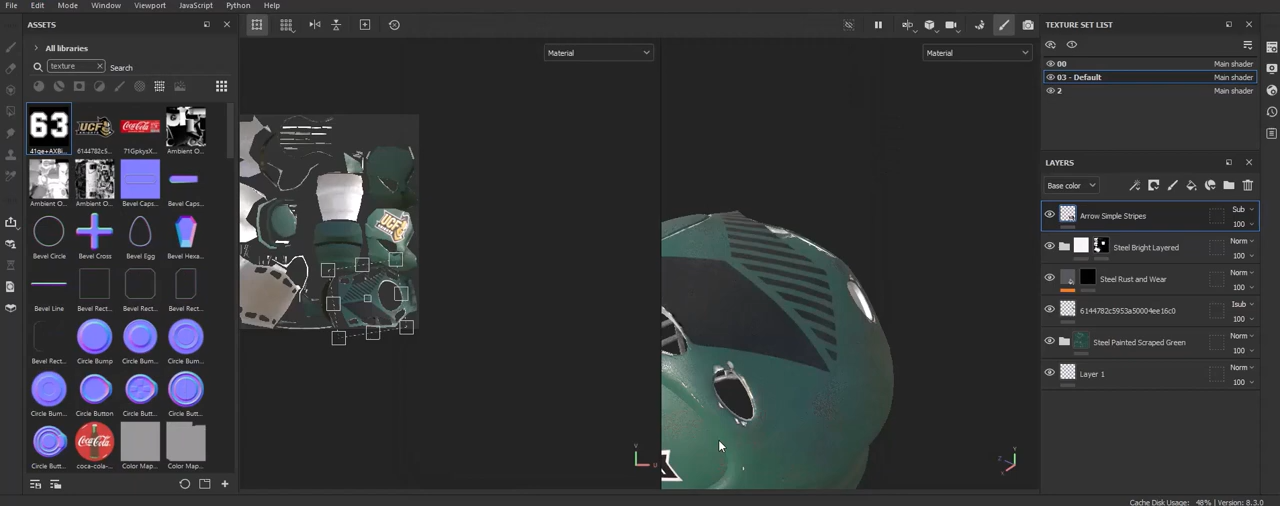 File Edit Mode Window Viewport JavaScript Python Help
ASSETS
All libraries
texture
Search
63
UCF
Coca-Cola
6144782c5...
71GpkysX...
Ambient O...
Ambient O... Ambient O... Bevel Caps... Bevel Caps...
Bevel Circle Bevel Cross Bevel Egg Bevel Hexa...
Bevel Line Bevel Rect... Bevel Rect... Bevel Rect...
Bevel Rect... Circle Bump Circle Bum... Circle Bum...
Circle Bum... Circle Button Circle Butt... Circle Butt...
Circle Butt... coca-cola-... Color Map... Color Map...
Material
UCF
V
U
Material
Y
Z
X
TEXTURE SET LIST
00 Main shader
03 - Default Main shader
2 Main shader
LAYERS
Base color
Arrow Simple Stripes Sub 100
Steel Bright Layered Norm 100
Steel Rust and Wear Norm 100
6144782c5953a50004ee16c0 Isub 100
Steel Painted Scraped Green Norm 100
Layer 1 Norm 100
Cache Disk Usage: 48% | Version: 8.3.0